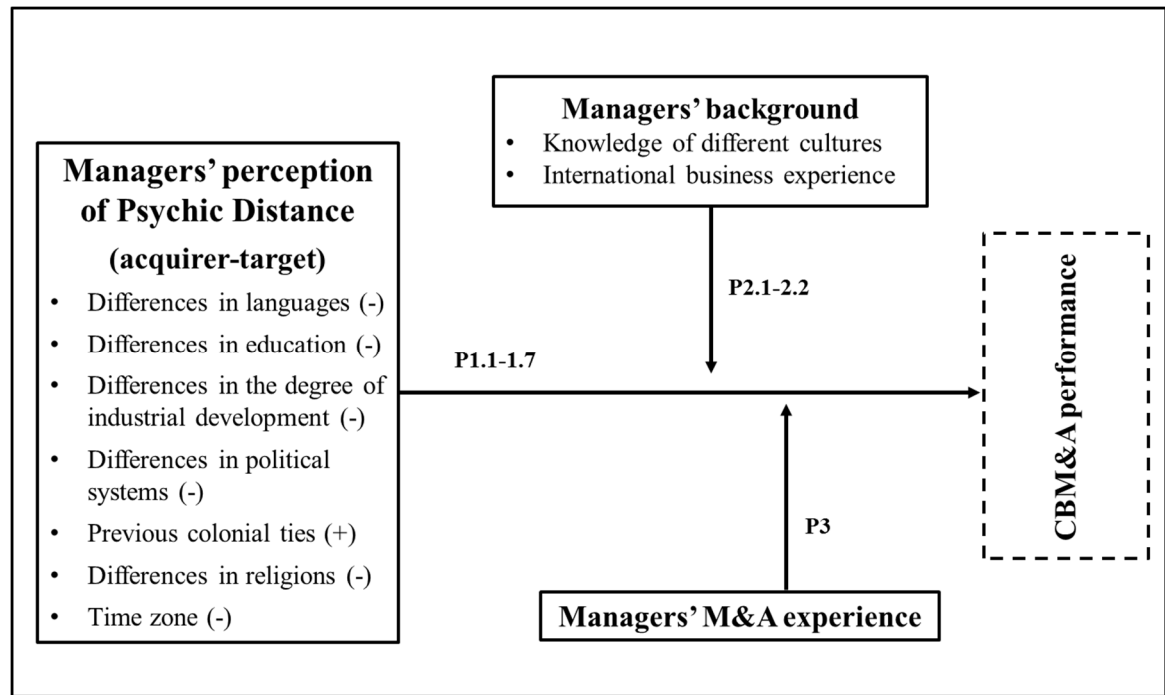 Managers' background
• Knowledge of different cultures
• International business experience
Managers' perception
of Psychic Distance
(acquirer-target)
• Differences in languages (-)
• Differences in education (-)
• Differences in the degree of
industrial development (-)
• Differences in political
systems (-)
• Previous colonial ties (+)
• Differences in religions (-)
• Time zone (-)
P1.1-1.7
P2.1-2.2
P3
Managers' M&A experience
CBM&A performance